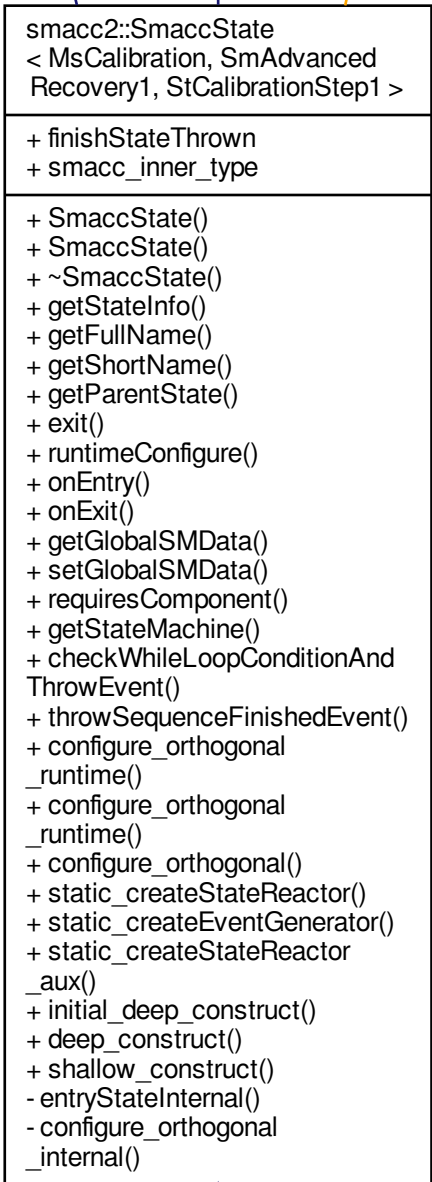 smacc2::SmaccState
< MsCalibration, SmAdvanced
Recovery1, StCalibrationStep1 >
+ finishStateThrown
+ smacc_inner_type
+ SmaccState()
+ SmaccState()
+ ~SmaccState()
+ getStateInfo()
+ getFullName()
+ getShortName()
+ getParentState()
+ exit()
+ runtimeConfigure()
+ onEntry()
+ onExit()
+ getGlobalSMData()
+ setGlobalSMData()
+ requiresComponent()
+ getStateMachine()
+ checkWhileLoopConditionAnd
ThrowEvent()
+ throwSequenceFinishedEvent()
+ configure_orthogonal
_runtime()
+ configure_orthogonal
_runtime()
+ configure_orthogonal()
+ static_createStateReactor()
+ static_createEventGenerator()
+ static_createStateReactor
_aux()
+ initial_deep_construct()
+ deep_construct()
+ shallow_construct()
- entryStateInternal()
- configure_orthogonal
_internal()